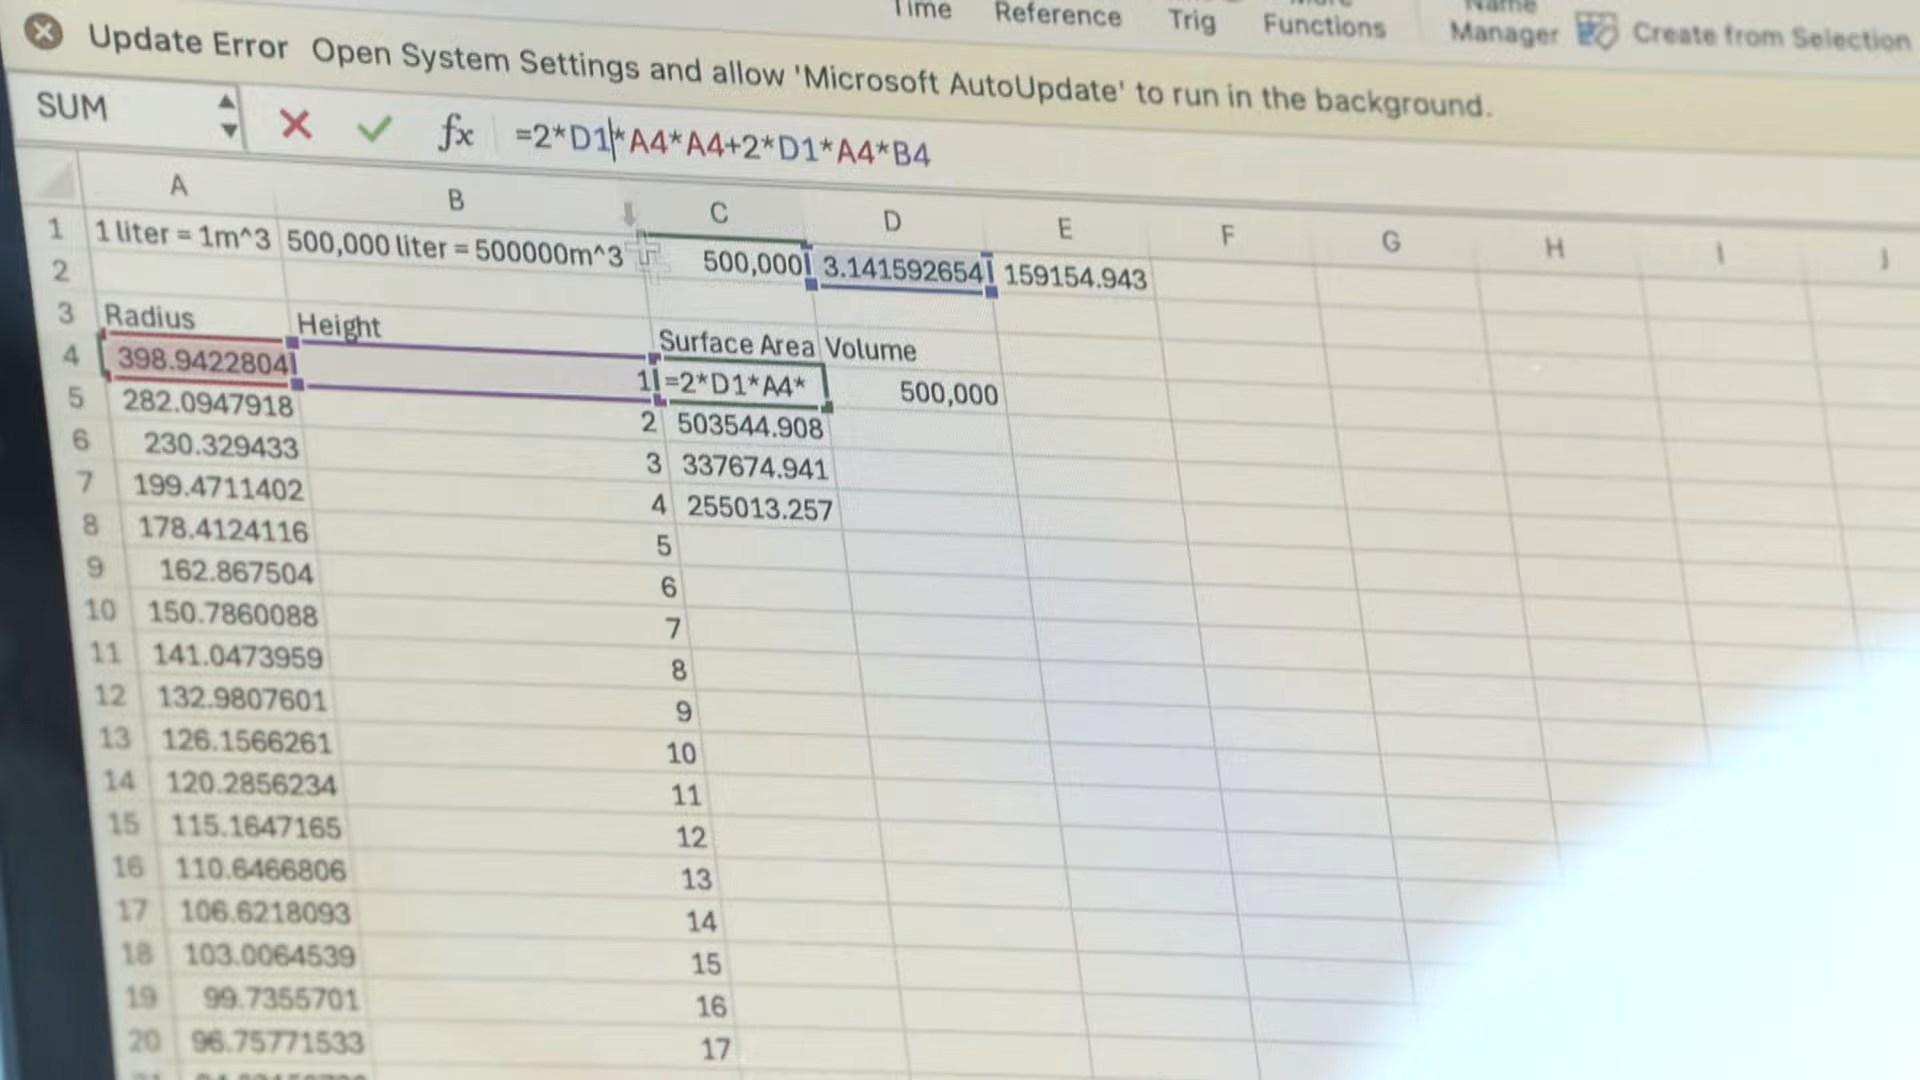 Time Reference Trig Functions Name Manager Create from Selection
Update Error Open System Settings and allow 'Microsoft AutoUpdate' to run in the background.
SUM fx =2*D1*A4*A4+2*D1*A4*B4
A B C D E F G H I J
1 1 liter = 1m^3 500,000 liter = 500000m^3 500,000 3.141592654 159154.943
2
3 Radius Height Surface Area Volume
4 398.9422804 1 =2*D1*A4* 500,000
5 282.0947918 2 503544.908
6 230.329433 3 337674.941
7 199.4711402 4 255013.257
8 178.4124116 5
9 162.867504 6
10 150.7860088 7
11 141.0473959 8
12 132.9807601 9
13 126.1566261 10
14 120.2856234 11
15 115.1647165 12
16 110.6466806 13
17 106.6218093 14
18 103.0064539 15
19 99.7355701 16
20 96.75771533 17